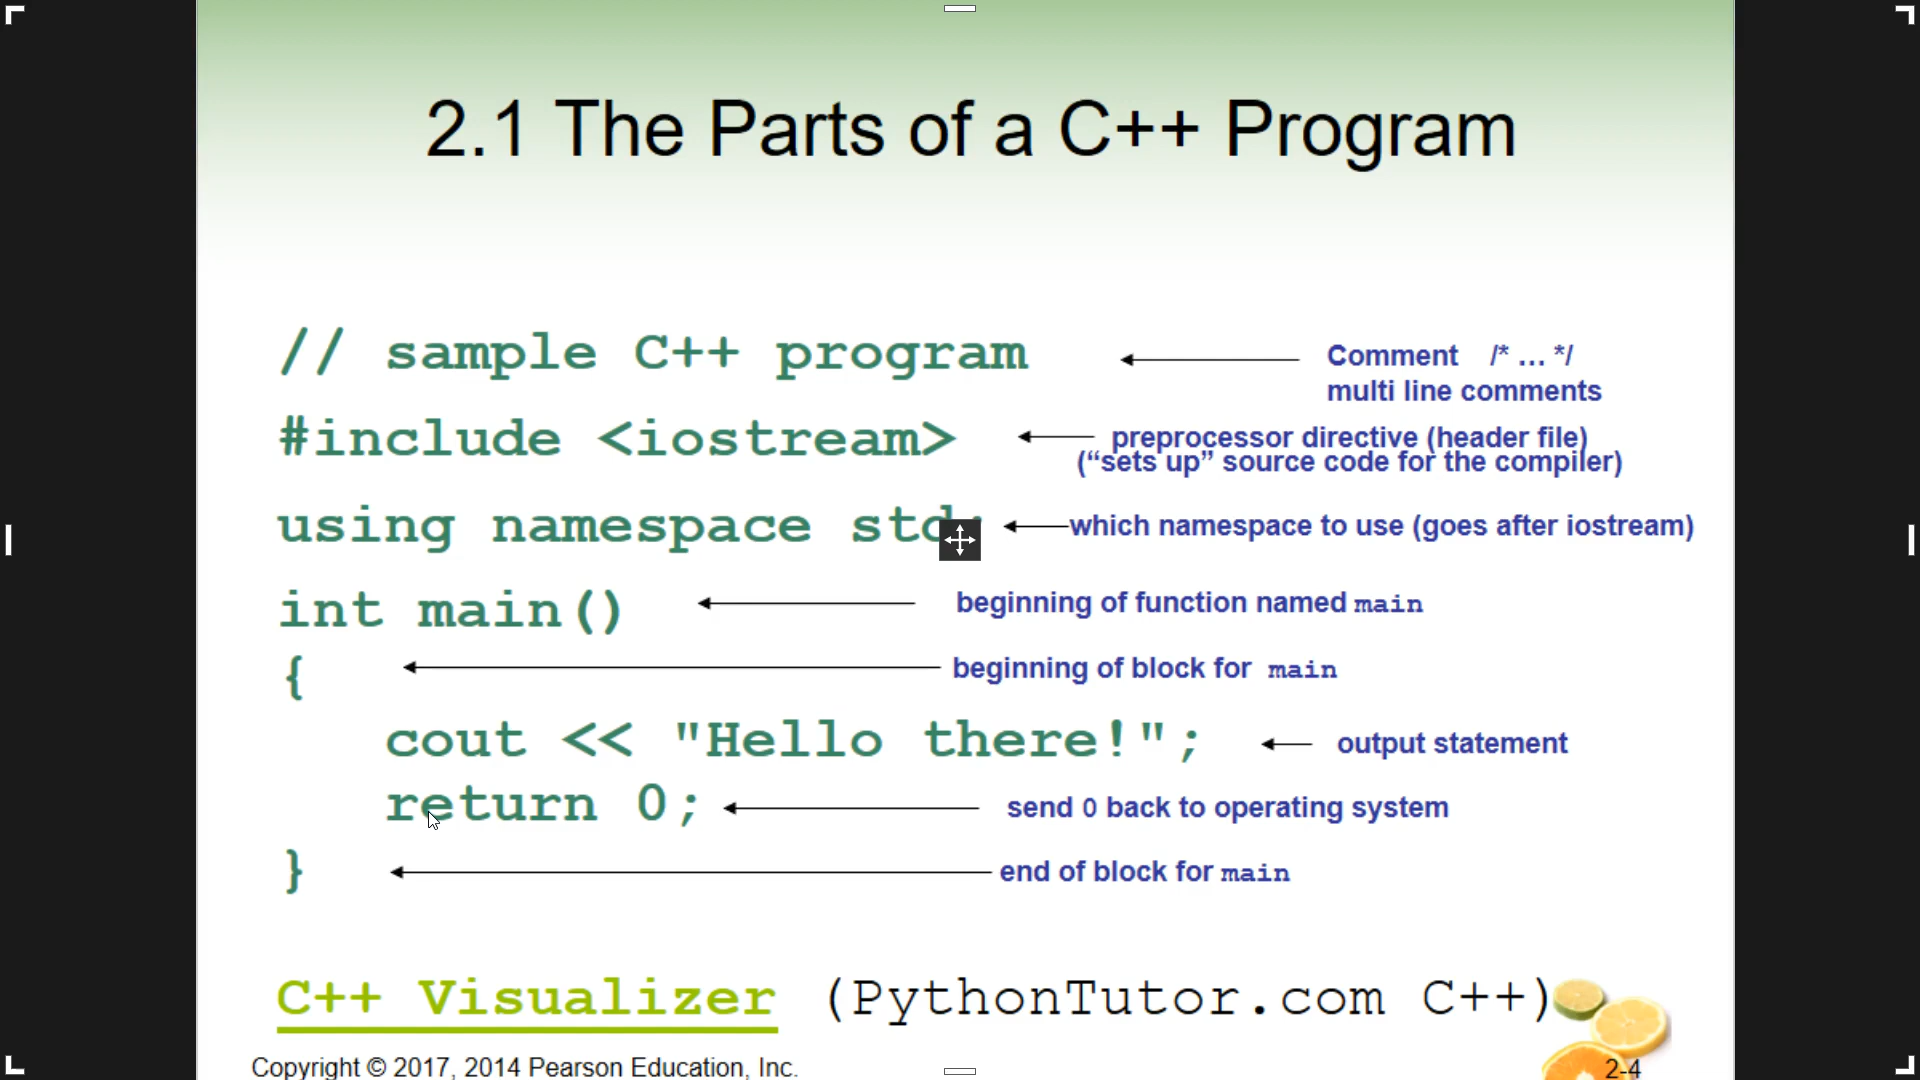 2.1 The Parts of a C++ Program
// sample C++ program
Comment /* ... */
multi line comments
#include <iostream>
preprocessor directive (header file)
(“sets up” source code for the compiler)
using namespace std;
which namespace to use (goes after iostream)
int main()
beginning of function named main
{
beginning of block for main
cout << "Hello there!";
output statement
return 0;
send 0 back to operating system
}
end of block for main
C++ Visualizer (PythonTutor.com C++)
Copyright © 2017, 2014 Pearson Education, Inc.
2-4